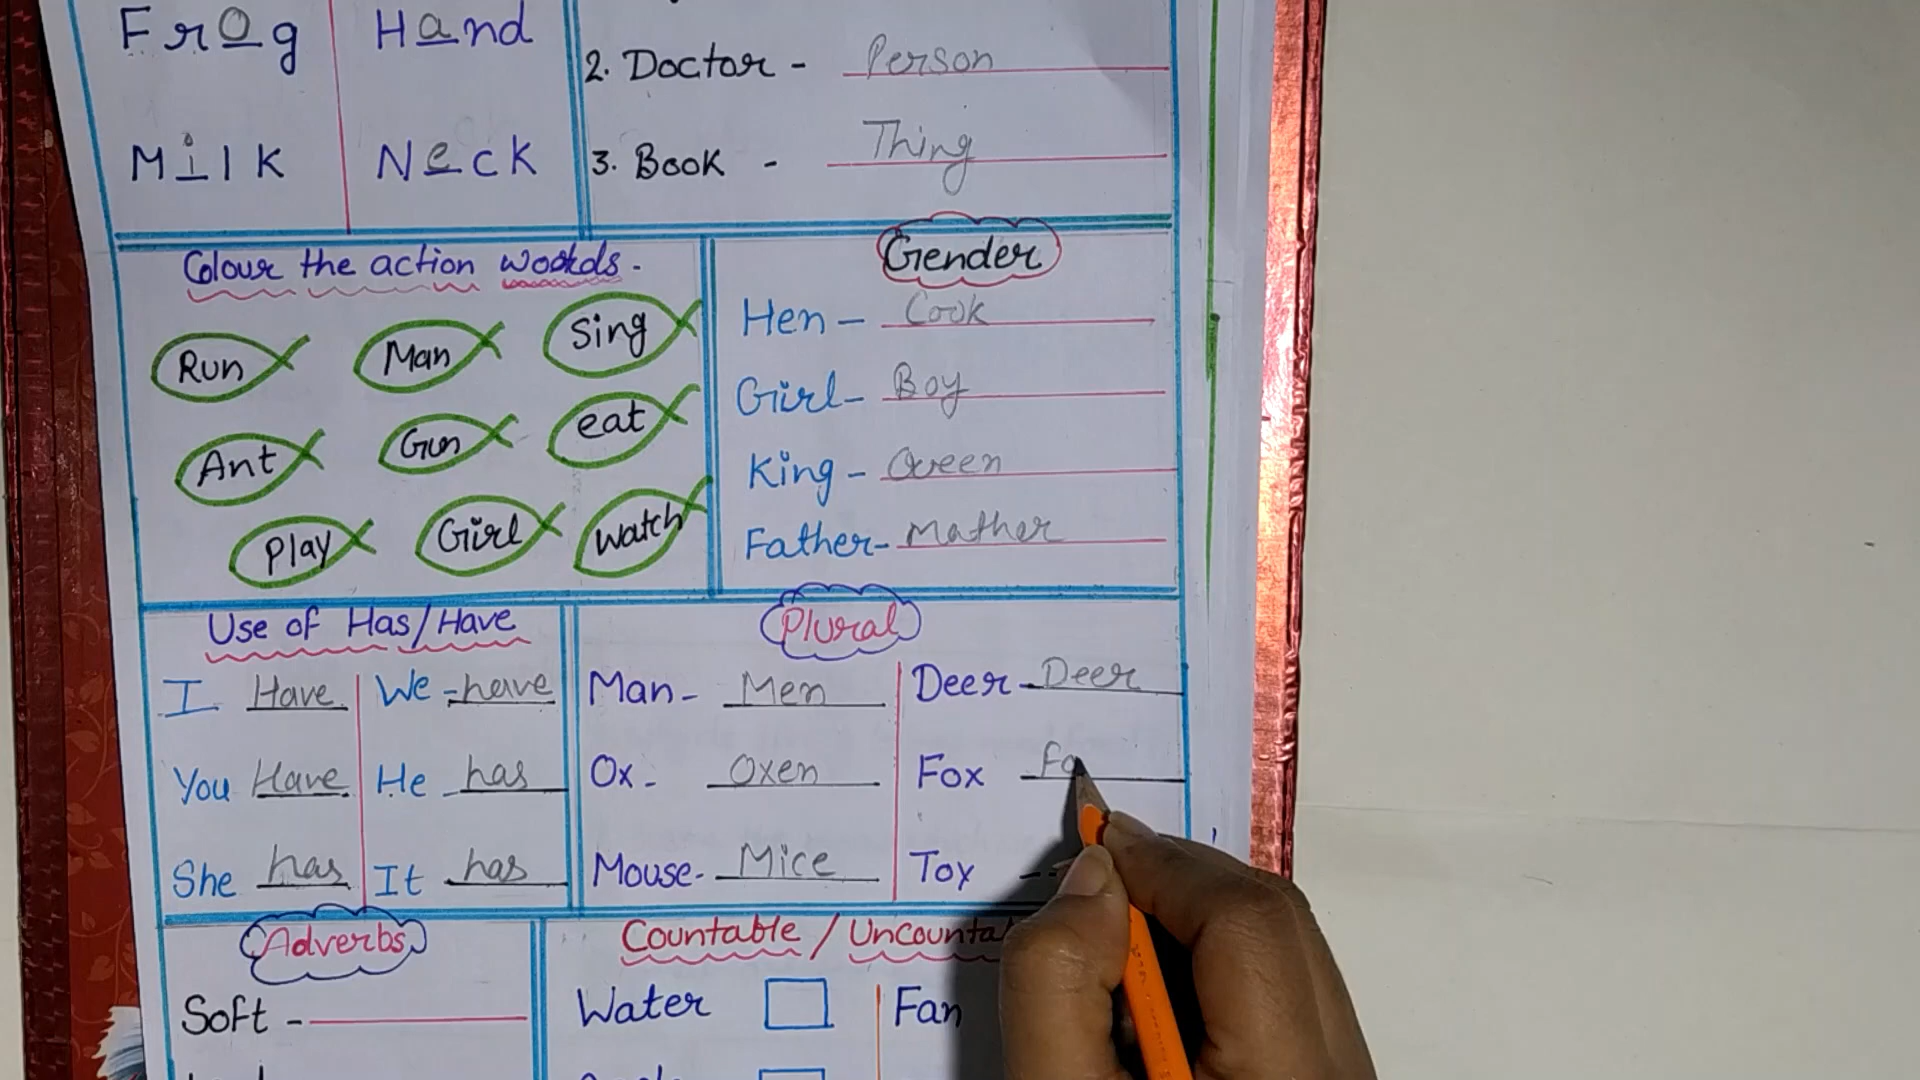 Frog
Hand
Milk
Neck
2. Doctor - Person
3. Book - Thing
Colour the action words.
Run
Man
Sing
Ant
Gun
eat
Play
Girl
Watch
Gender
Hen - Cook
Girl - Boy
King - Queen
Father - Mather
Use of Has/Have
I Have
We - have
You Have
He - has
She has
It has
Plural
Man - Men
Deer - Deer
Ox - Oxen
Fox Fo
Mouse - Mice
Toy
Adverbs
Soft -
Countable /
Water
Fan